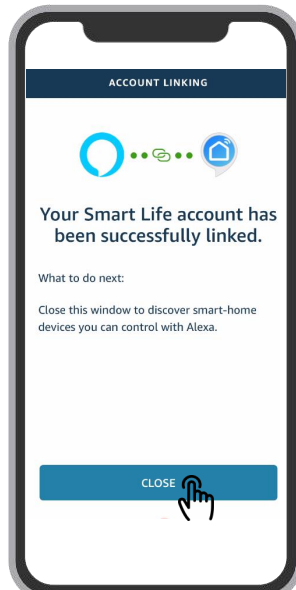 ACCOUNT LINKING
Your Smart Life account has
been successfully linked.
What to do next:
Close this window to discover smart-home
devices you can control with Alexa.
CLOSE